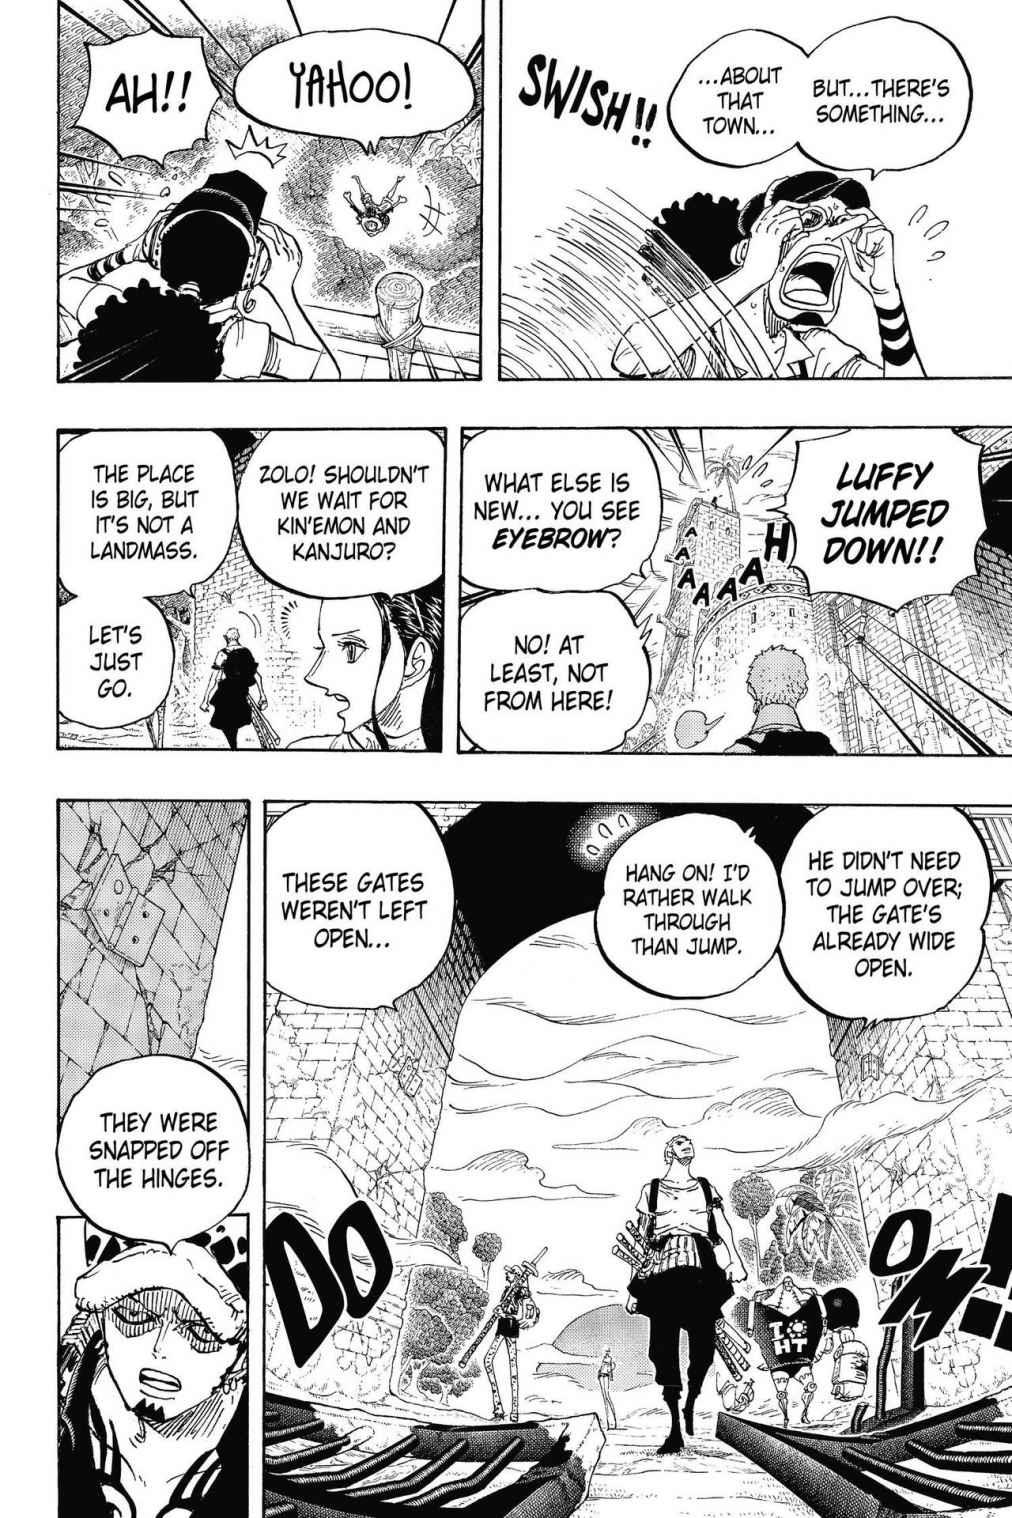 BUT...THERE'S
SOMETHING...
...ABOUT
THAT
TOWN...
SWISH!!
YAHOO!
AH!!
LUFFY
JUMPED
DOWN!!
AAAAAAH
WHAT ELSE IS
NEW... YOU SEE
EYEBROW?
NO! AT
LEAST, NOT
FROM HERE!
ZOLO! SHOULDN'T
WE WAIT FOR
KIN'EMON AND
KANJURO?
THE PLACE
IS BIG, BUT
IT'S NOT A
LANDMASS.
LET'S
JUST
GO.
HE DIDN'T NEED
TO JUMP OVER;
THE GATE'S
ALREADY WIDE
OPEN.
HANG ON! I'D
RATHER WALK
THROUGH
THAN JUMP.
THESE GATES
WEREN'T LEFT
OPEN...
DOOM!!
I
HT
THEY WERE
SNAPPED OFF
THE HINGES.